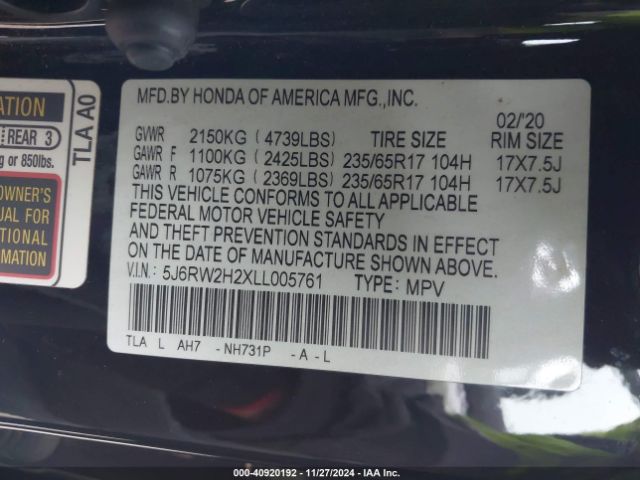 ATION
REAR 3
g or 850lbs.
TLA A0
OWNER'S
UAL FOR
TIONAL
RMATION
MFD.BY HONDA OF AMERICA MFG.,INC.
02/'20
GVWR 2150KG ( 4739LBS) TIRE SIZE RIM SIZE
GAWR F 1100KG ( 2425LBS) 235/65R17 104H 17X7.5J
GAWR R 1075KG ( 2369LBS) 235/65R17 104H 17X7.5J
THIS VEHICLE CONFORMS TO ALL APPLICABLE
FEDERAL MOTOR VEHICLE SAFETY
AND THEFT PREVENTION STANDARDS IN EFFECT
ON THE DATE OF MANUFACTURE SHOWN ABOVE.
V.I.N.: 5J6RW2H2XLL005761 TYPE: MPV
TLA L AH7 - NH731P - A - L
000-40920192 - 11/27/2024 - IAA Inc.